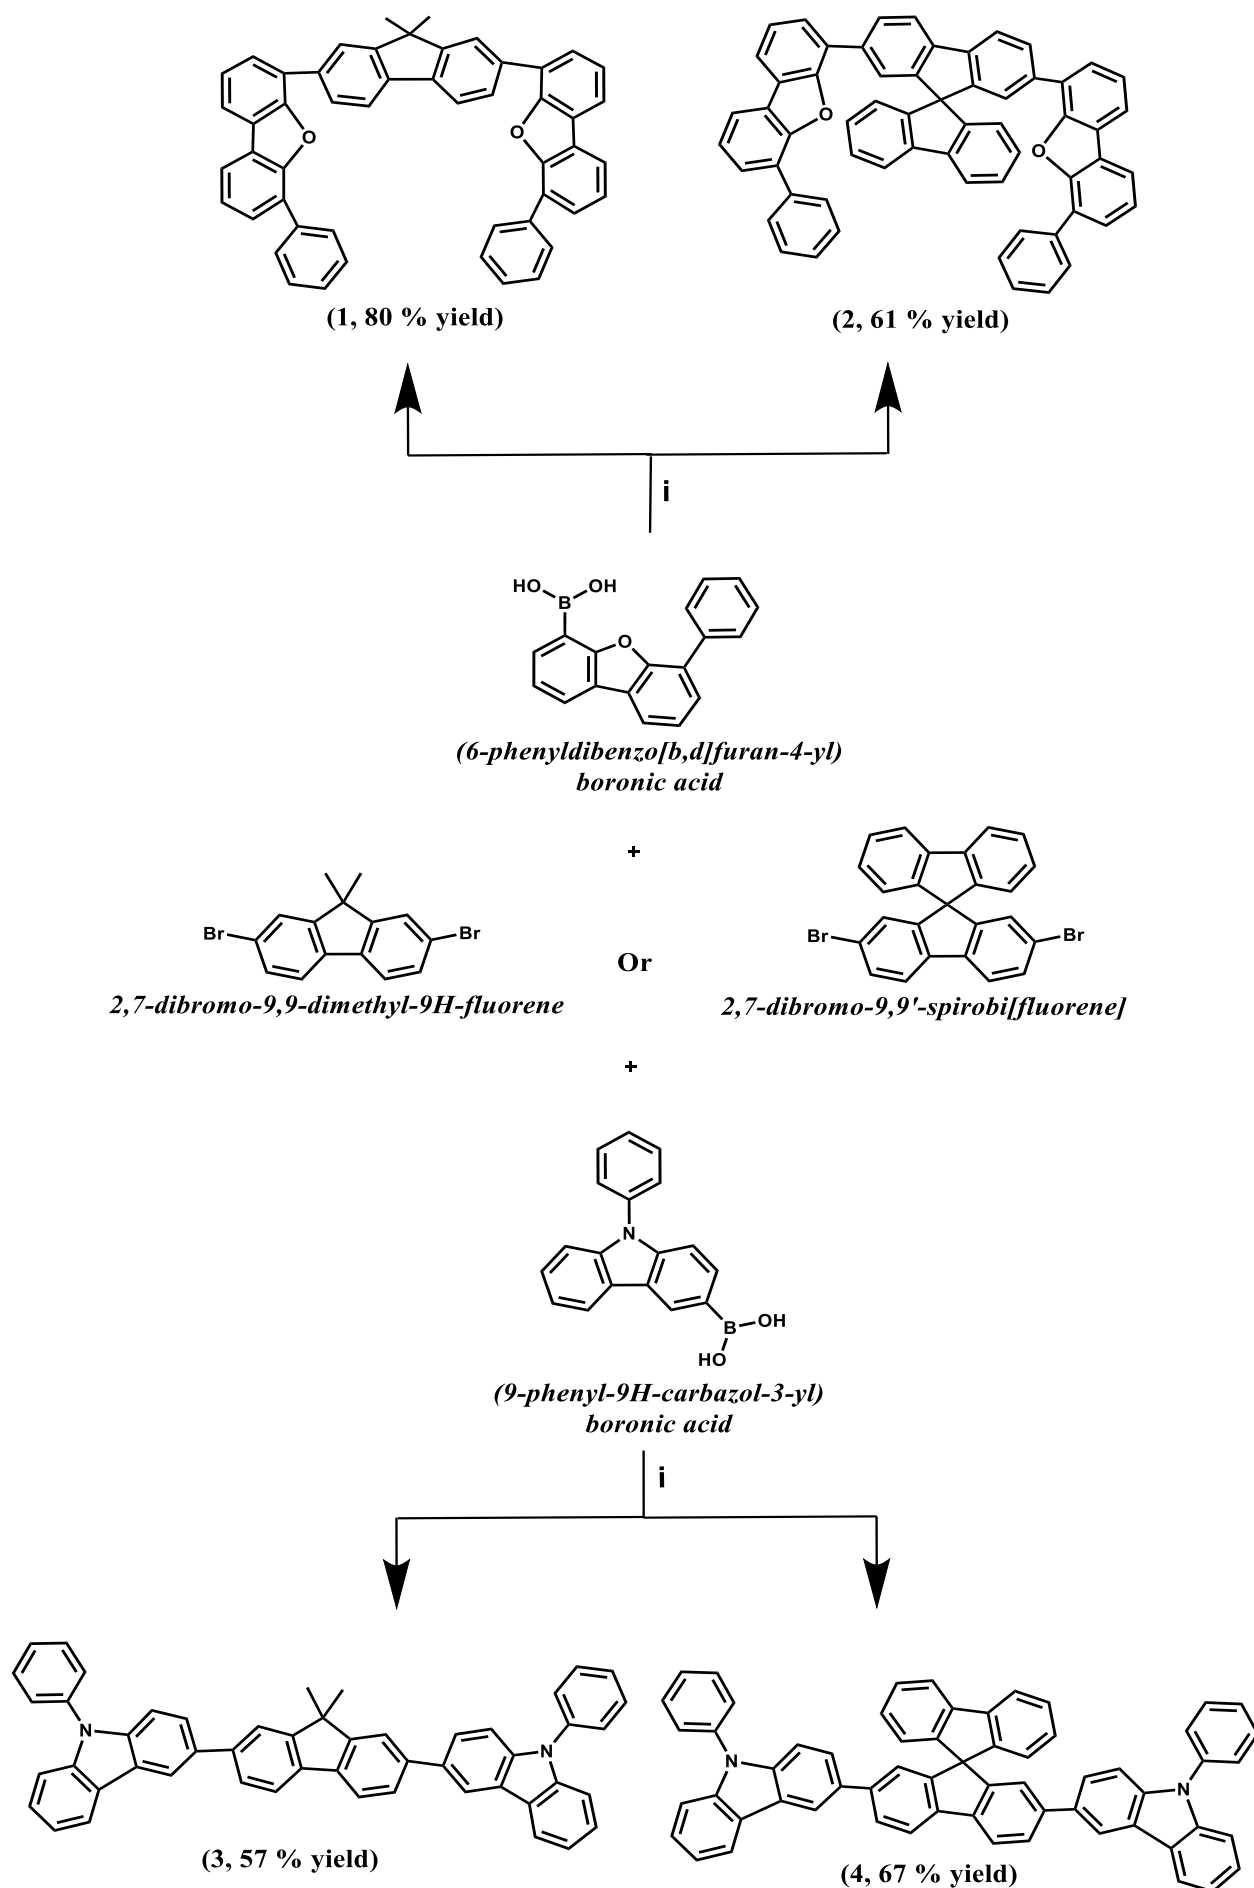 O
O
O
O
(1, 80 % yield)
(2, 61 % yield)
i
HO OH
B
O
(6-phenyldibenzo[b,d]furan-4-yl)
boronic acid
+
Br Br
Or
Br Br
2,7-dibromo-9,9-dimethyl-9H-fluorene
2,7-dibromo-9,9'-spirobi[fluorene]
+
N
B OH
HO
(9-phenyl-9H-carbazol-3-yl)
boronic acid
i
N
N
N
N
(3, 57 % yield)
(4, 67 % yield)